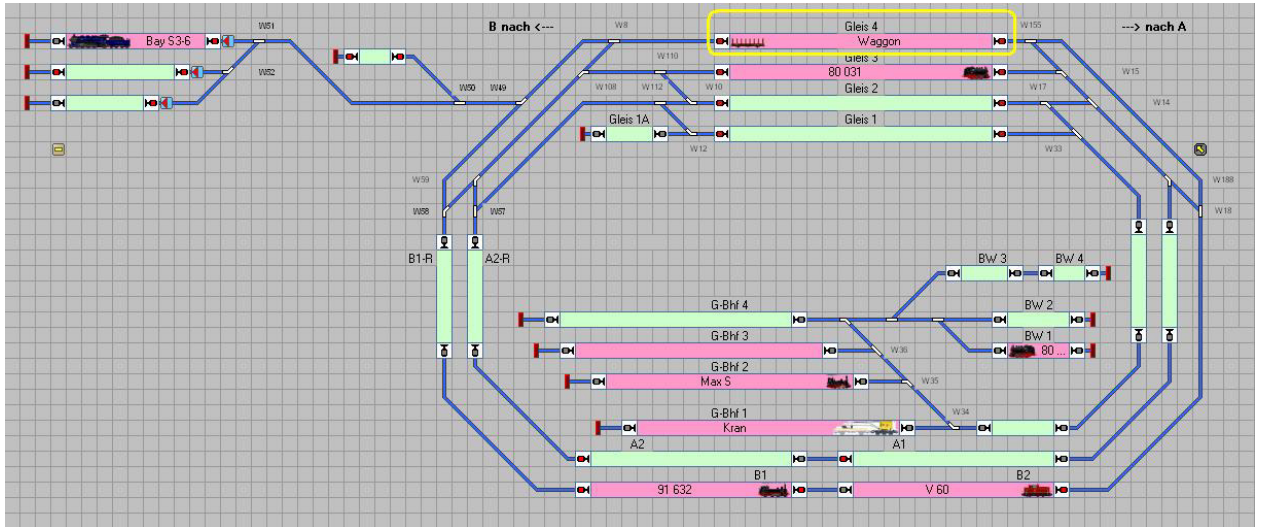 W51
B nach <---
W8
Gleis 4
W155
---> nach A
Bay S3-6
Waggon
W110
Gleis 3
W52
80 031
W15
W50
W49
W108
W112
W10
Gleis 2
W17
W14
Gleis 1A
Gleis 1
W12
W33
W59
W188
W58
W57
W18
B1-R
A2-R
BW 3
BW 4
G-Bhf 4
BW 2
G-Bhf 3
BW 1
W36
80 ...
G-Bhf 2
Max S
W35
G-Bhf 1
W34
Kran
A2
A1
B1
B2
91 632
V 60